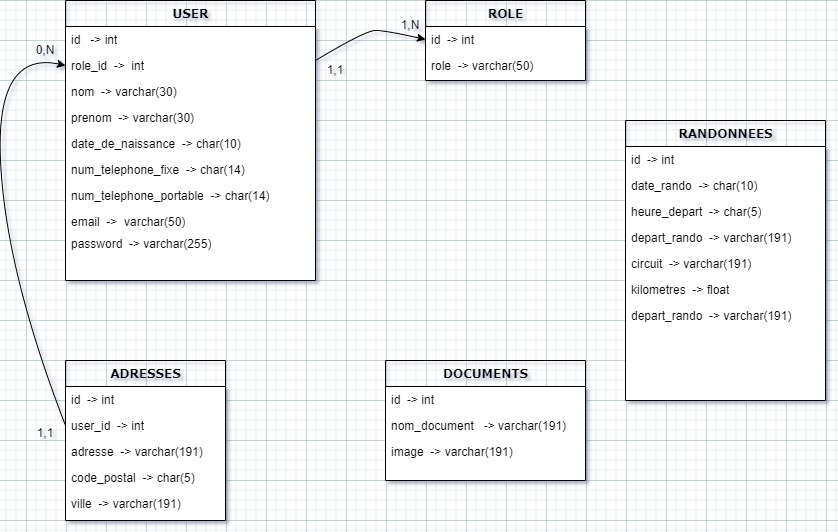 USER
id -> int
role_id -> int
nom -> varchar(30)
prenom -> varchar(30)
date_de_naissance -> char(10)
num_telephone_fixe -> char(14)
num_telephone_portable -> char(14)
email -> varchar(50)
password -> varchar(255)
0,N
1,1
1,N
ROLE
id -> int
role -> varchar(50)
RANDONNEES
id -> int
date_rando -> char(10)
heure_depart -> char(5)
depart_rando -> varchar(191)
circuit -> varchar(191)
kilometres -> float
depart_rando -> varchar(191)
ADRESSES
id -> int
user_id -> int
adresse -> varchar(191)
code_postal -> char(5)
ville -> varchar(191)
1,1
DOCUMENTS
id -> int
nom_document -> varchar(191)
image -> varchar(191)